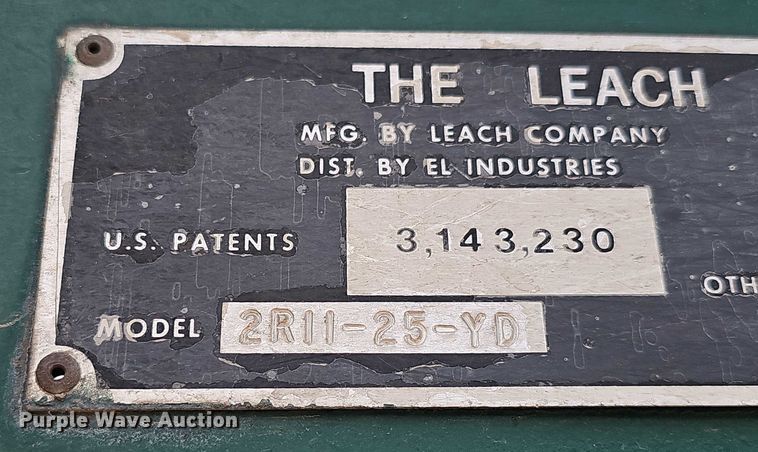 THE LEACH
MFG. BY LEACH COMPANY
DIST. BY EL INDUSTRIES
U.S. PATENTS 3,143,230
OTH
MODEL 2R11-25-YD
Purple Wave Auction